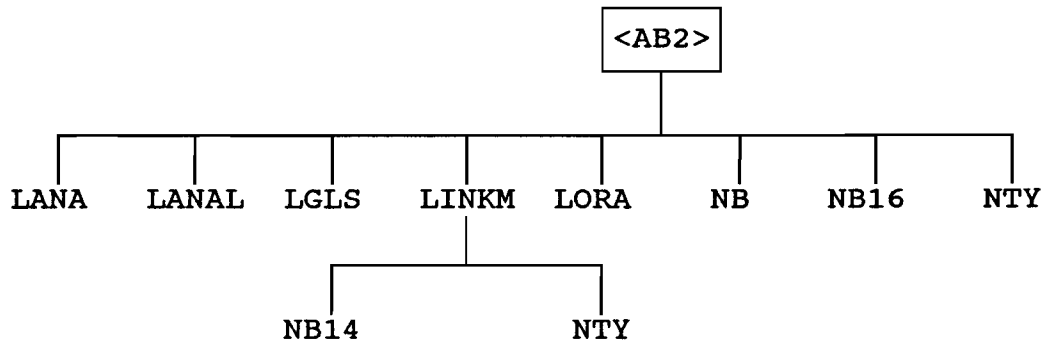 <AB2>
LANA LANAL LGLS LINKM LORA NB NB16 NTY
NB14 NTY